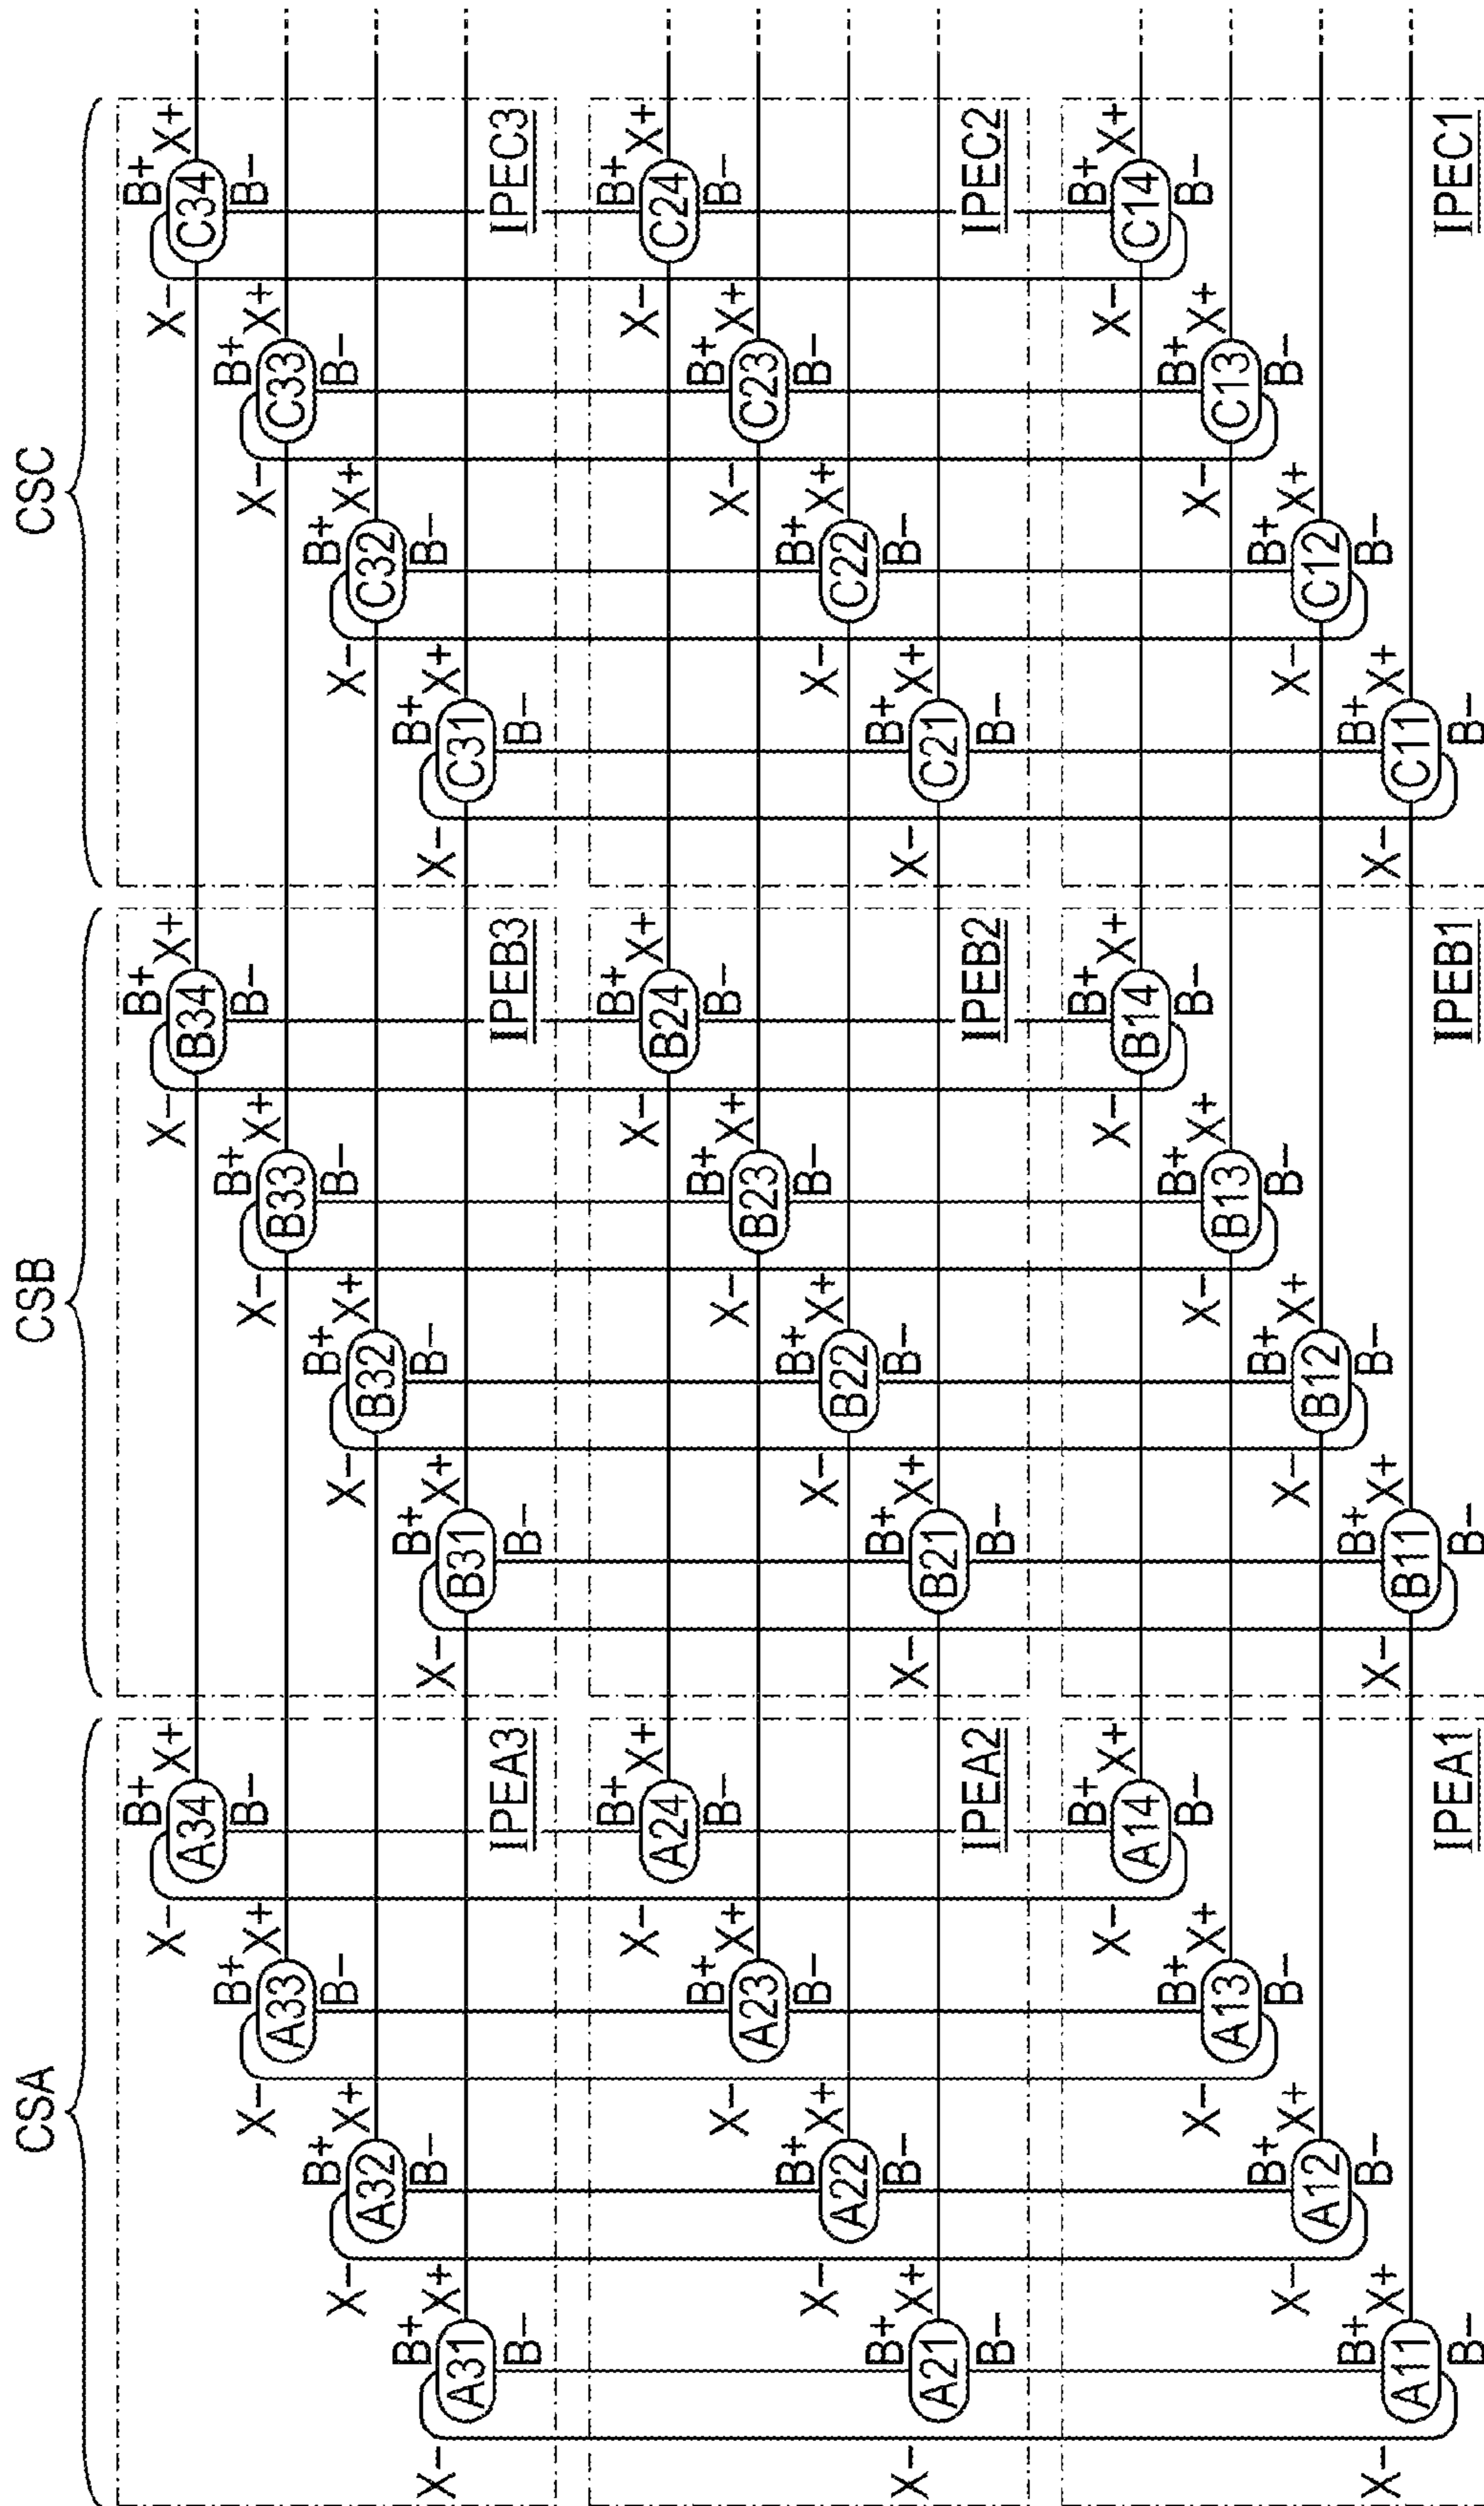 CSA CSB CSC
B+ B+ B+
X- X+ X- X+ X- X+
A34 B34 C34
B+ B- B+ B- B+ B-
X- X+ X- X+ X- X+
A33 B33 C33
B+ B- B+ B- B+ B-
X- X+ X- X+ X- X+
A32 B32 C32
B+ B- B+ B- B+ B-
X- X+ X- X+ X- X+
A31 B31 C31
B- IPEA3 B- IPEB3 B- IPEC3
B+ B+ B+
X- X+ X- X+ X- X+
A24 B24 C24
B+ B- B+ B- B+ B-
X- X+ X- X+ X- X+
A23 B23 C23
B+ B- B+ B- B+ B-
X- X+ X- X+ X- X+
A22 B22 C22
B+ B- B+ B- B+ B-
X- X+ X- X+ X- X+
A21 B21 C21
B- IPEA2 B- IPEB2 B- IPEC2
B+ B+ B+
X- X+ X- X+ X- X+
A14 B14 C14
B+ B- B+ B- B+ B-
X- X+ X- X+ X- X+
A13 B13 C13
B+ B- B+ B- B+ B-
X- X+ X- X+ X- X+
A12 B12 C12
B+ B- B+ B- B+ B-
X- X+ X- X+ X- X+
A11 B11 C11
B- IPEA1 B- IPEB1 B- IPEC1